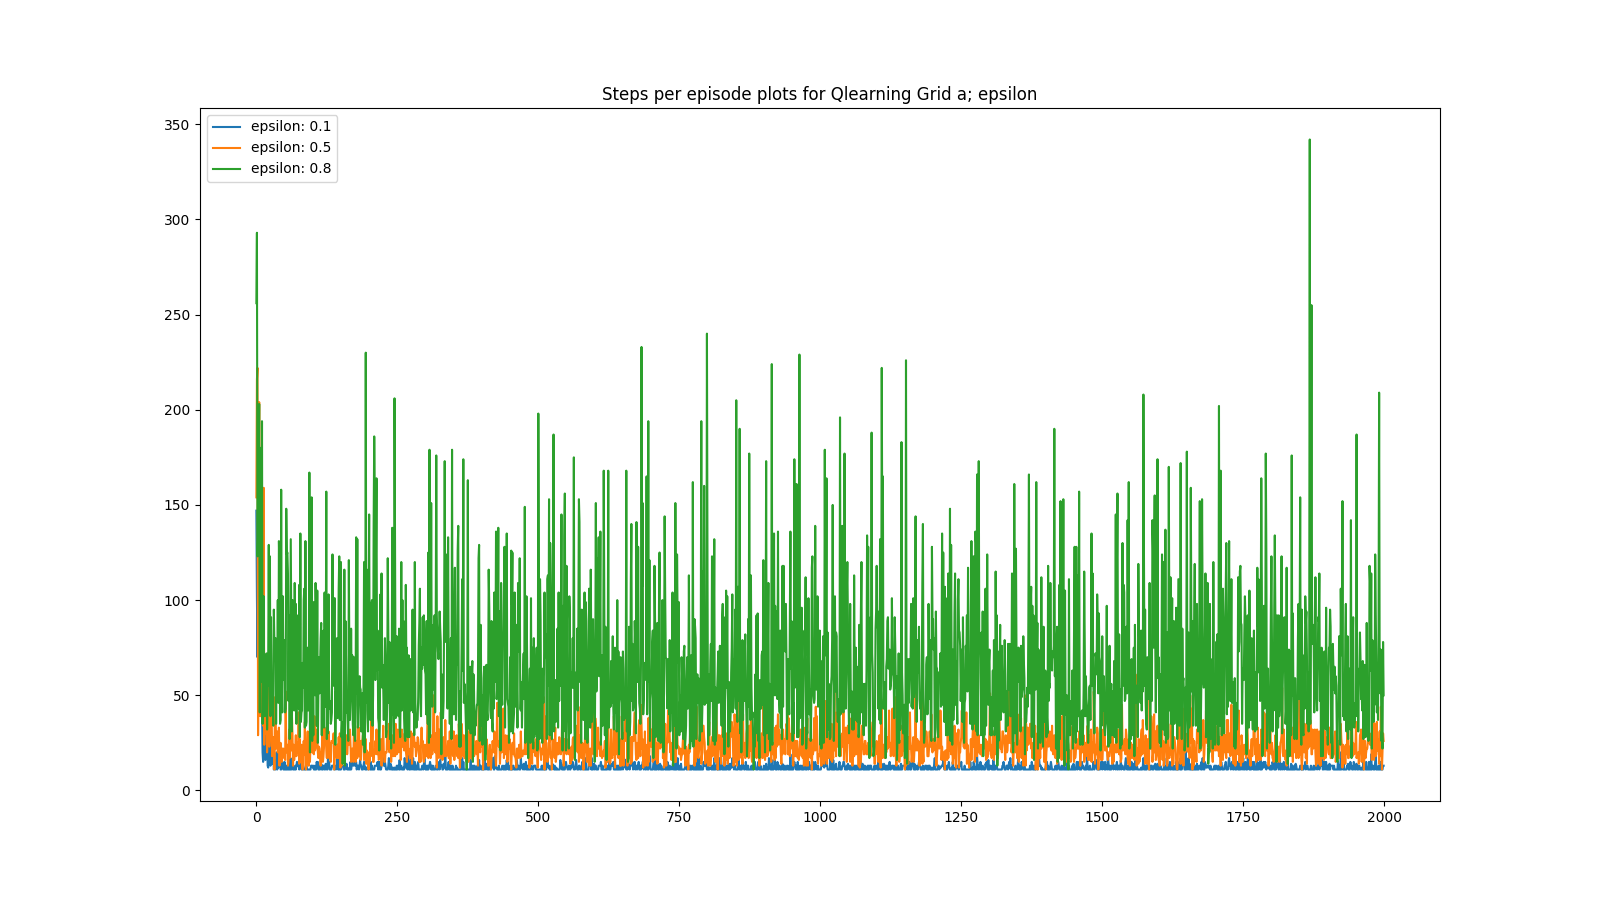 Steps per episode plots for Qlearning Grid a; epsilon
epsilon: 0.1
epsilon: 0.5
epsilon: 0.8
350
300
250
200
150
100
50
0
0 250 500 750 1000 1250 1500 1750 2000